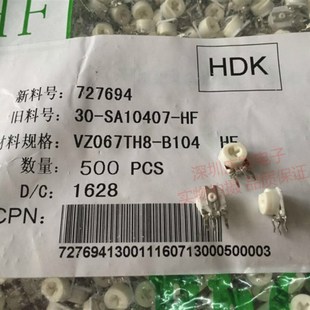 HF
HDK
新料号: 727694
旧料号: 30-SA10407-HF
材料规格: VZ067TH8-B104 HF
数量: 500 PCS
D/C: 1628
CPN:
727694130011160713000500003